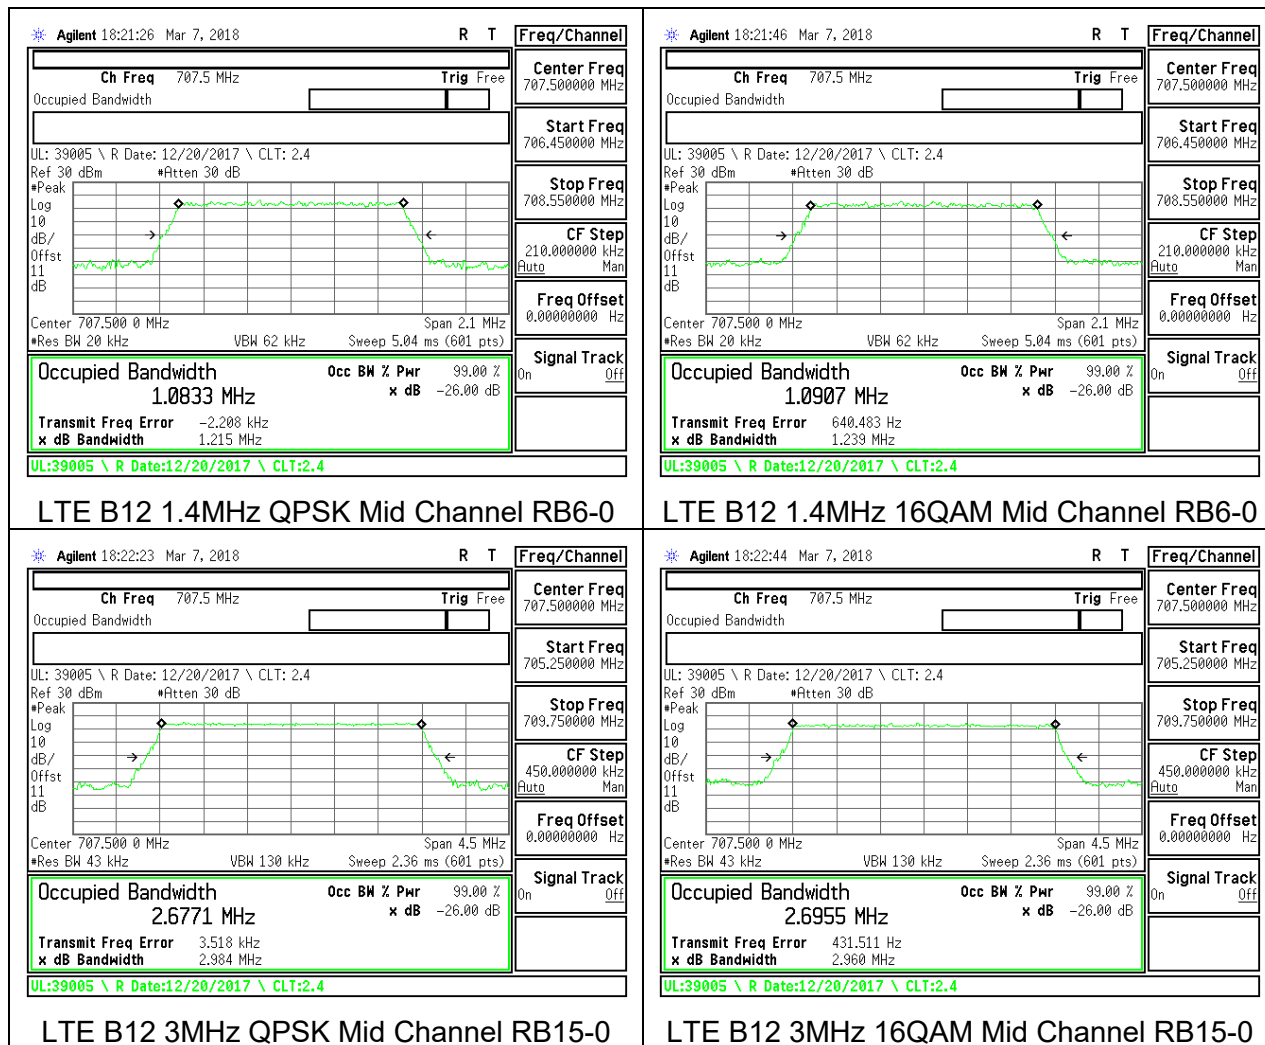 Agilent 18:21:26 Mar 7, 2018 R T Freq/Channel
Ch Freq 707.5 MHz Trig Free
Occupied Bandwidth
Center Freq
707.500000 MHz
Start Freq
706.450000 MHz
UL: 39005 \ R Date: 12/20/2017 \ CLT: 2.4
Ref 30 dBm #Atten 30 dB
#Peak
Log
10
dB/
Offst
11
dB
Stop Freq
708.550000 MHz
CF Step
210.000000 kHz
Auto Man
Freq Offset
0.00000000 Hz
Center 707.500 0 MHz Span 2.1 MHz
#Res BW 20 kHz VBW 62 kHz Sweep 5.04 ms (601 pts)
Signal Track
On Off
Occupied Bandwidth Occ BW % Pwr 99.00 %
1.0833 MHz x dB -26.00 dB
Transmit Freq Error -2.208 kHz
x dB Bandwidth 1.215 MHz
UL:39005 \ R Date:12/20/2017 \ CLT:2.4
LTE B12 1.4MHz QPSK Mid Channel RB6-0
Agilent 18:21:46 Mar 7, 2018 R T Freq/Channel
Ch Freq 707.5 MHz Trig Free
Occupied Bandwidth
Center Freq
707.500000 MHz
Start Freq
706.450000 MHz
UL: 39005 \ R Date: 12/20/2017 \ CLT: 2.4
Ref 30 dBm #Atten 30 dB
#Peak
Log
10
dB/
Offst
11
dB
Stop Freq
708.550000 MHz
CF Step
210.000000 kHz
Auto Man
Freq Offset
0.00000000 Hz
Center 707.500 0 MHz Span 2.1 MHz
#Res BW 20 kHz VBW 62 kHz Sweep 5.04 ms (601 pts)
Signal Track
On Off
Occupied Bandwidth Occ BW % Pwr 99.00 %
1.0907 MHz x dB -26.00 dB
Transmit Freq Error 640.483 Hz
x dB Bandwidth 1.239 MHz
UL:39005 \ R Date:12/20/2017 \ CLT:2.4
LTE B12 1.4MHz 16QAM Mid Channel RB6-0
Agilent 18:22:23 Mar 7, 2018 R T Freq/Channel
Ch Freq 707.5 MHz Trig Free
Occupied Bandwidth
Center Freq
707.500000 MHz
Start Freq
705.250000 MHz
UL: 39005 \ R Date: 12/20/2017 \ CLT: 2.4
Ref 30 dBm #Atten 30 dB
#Peak
Log
10
dB/
Offst
11
dB
Stop Freq
709.750000 MHz
CF Step
450.000000 kHz
Auto Man
Freq Offset
0.00000000 Hz
Center 707.500 0 MHz Span 4.5 MHz
#Res BW 43 kHz VBW 130 kHz Sweep 2.36 ms (601 pts)
Signal Track
On Off
Occupied Bandwidth Occ BW % Pwr 99.00 %
2.6771 MHz x dB -26.00 dB
Transmit Freq Error 3.518 kHz
x dB Bandwidth 2.984 MHz
UL:39005 \ R Date:12/20/2017 \ CLT:2.4
LTE B12 3MHz QPSK Mid Channel RB15-0
Agilent 18:22:44 Mar 7, 2018 R T Freq/Channel
Ch Freq 707.5 MHz Trig Free
Occupied Bandwidth
Center Freq
707.500000 MHz
Start Freq
705.250000 MHz
UL: 39005 \ R Date: 12/20/2017 \ CLT: 2.4
Ref 30 dBm #Atten 30 dB
#Peak
Log
10
dB/
Offst
11
dB
Stop Freq
709.750000 MHz
CF Step
450.000000 kHz
Auto Man
Freq Offset
0.00000000 Hz
Center 707.500 0 MHz Span 4.5 MHz
#Res BW 43 kHz VBW 130 kHz Sweep 2.36 ms (601 pts)
Signal Track
On Off
Occupied Bandwidth Occ BW % Pwr 99.00 %
2.6955 MHz x dB -26.00 dB
Transmit Freq Error 431.511 Hz
x dB Bandwidth 2.960 MHz
UL:39005 \ R Date:12/20/2017 \ CLT:2.4
LTE B12 3MHz 16QAM Mid Channel RB15-0